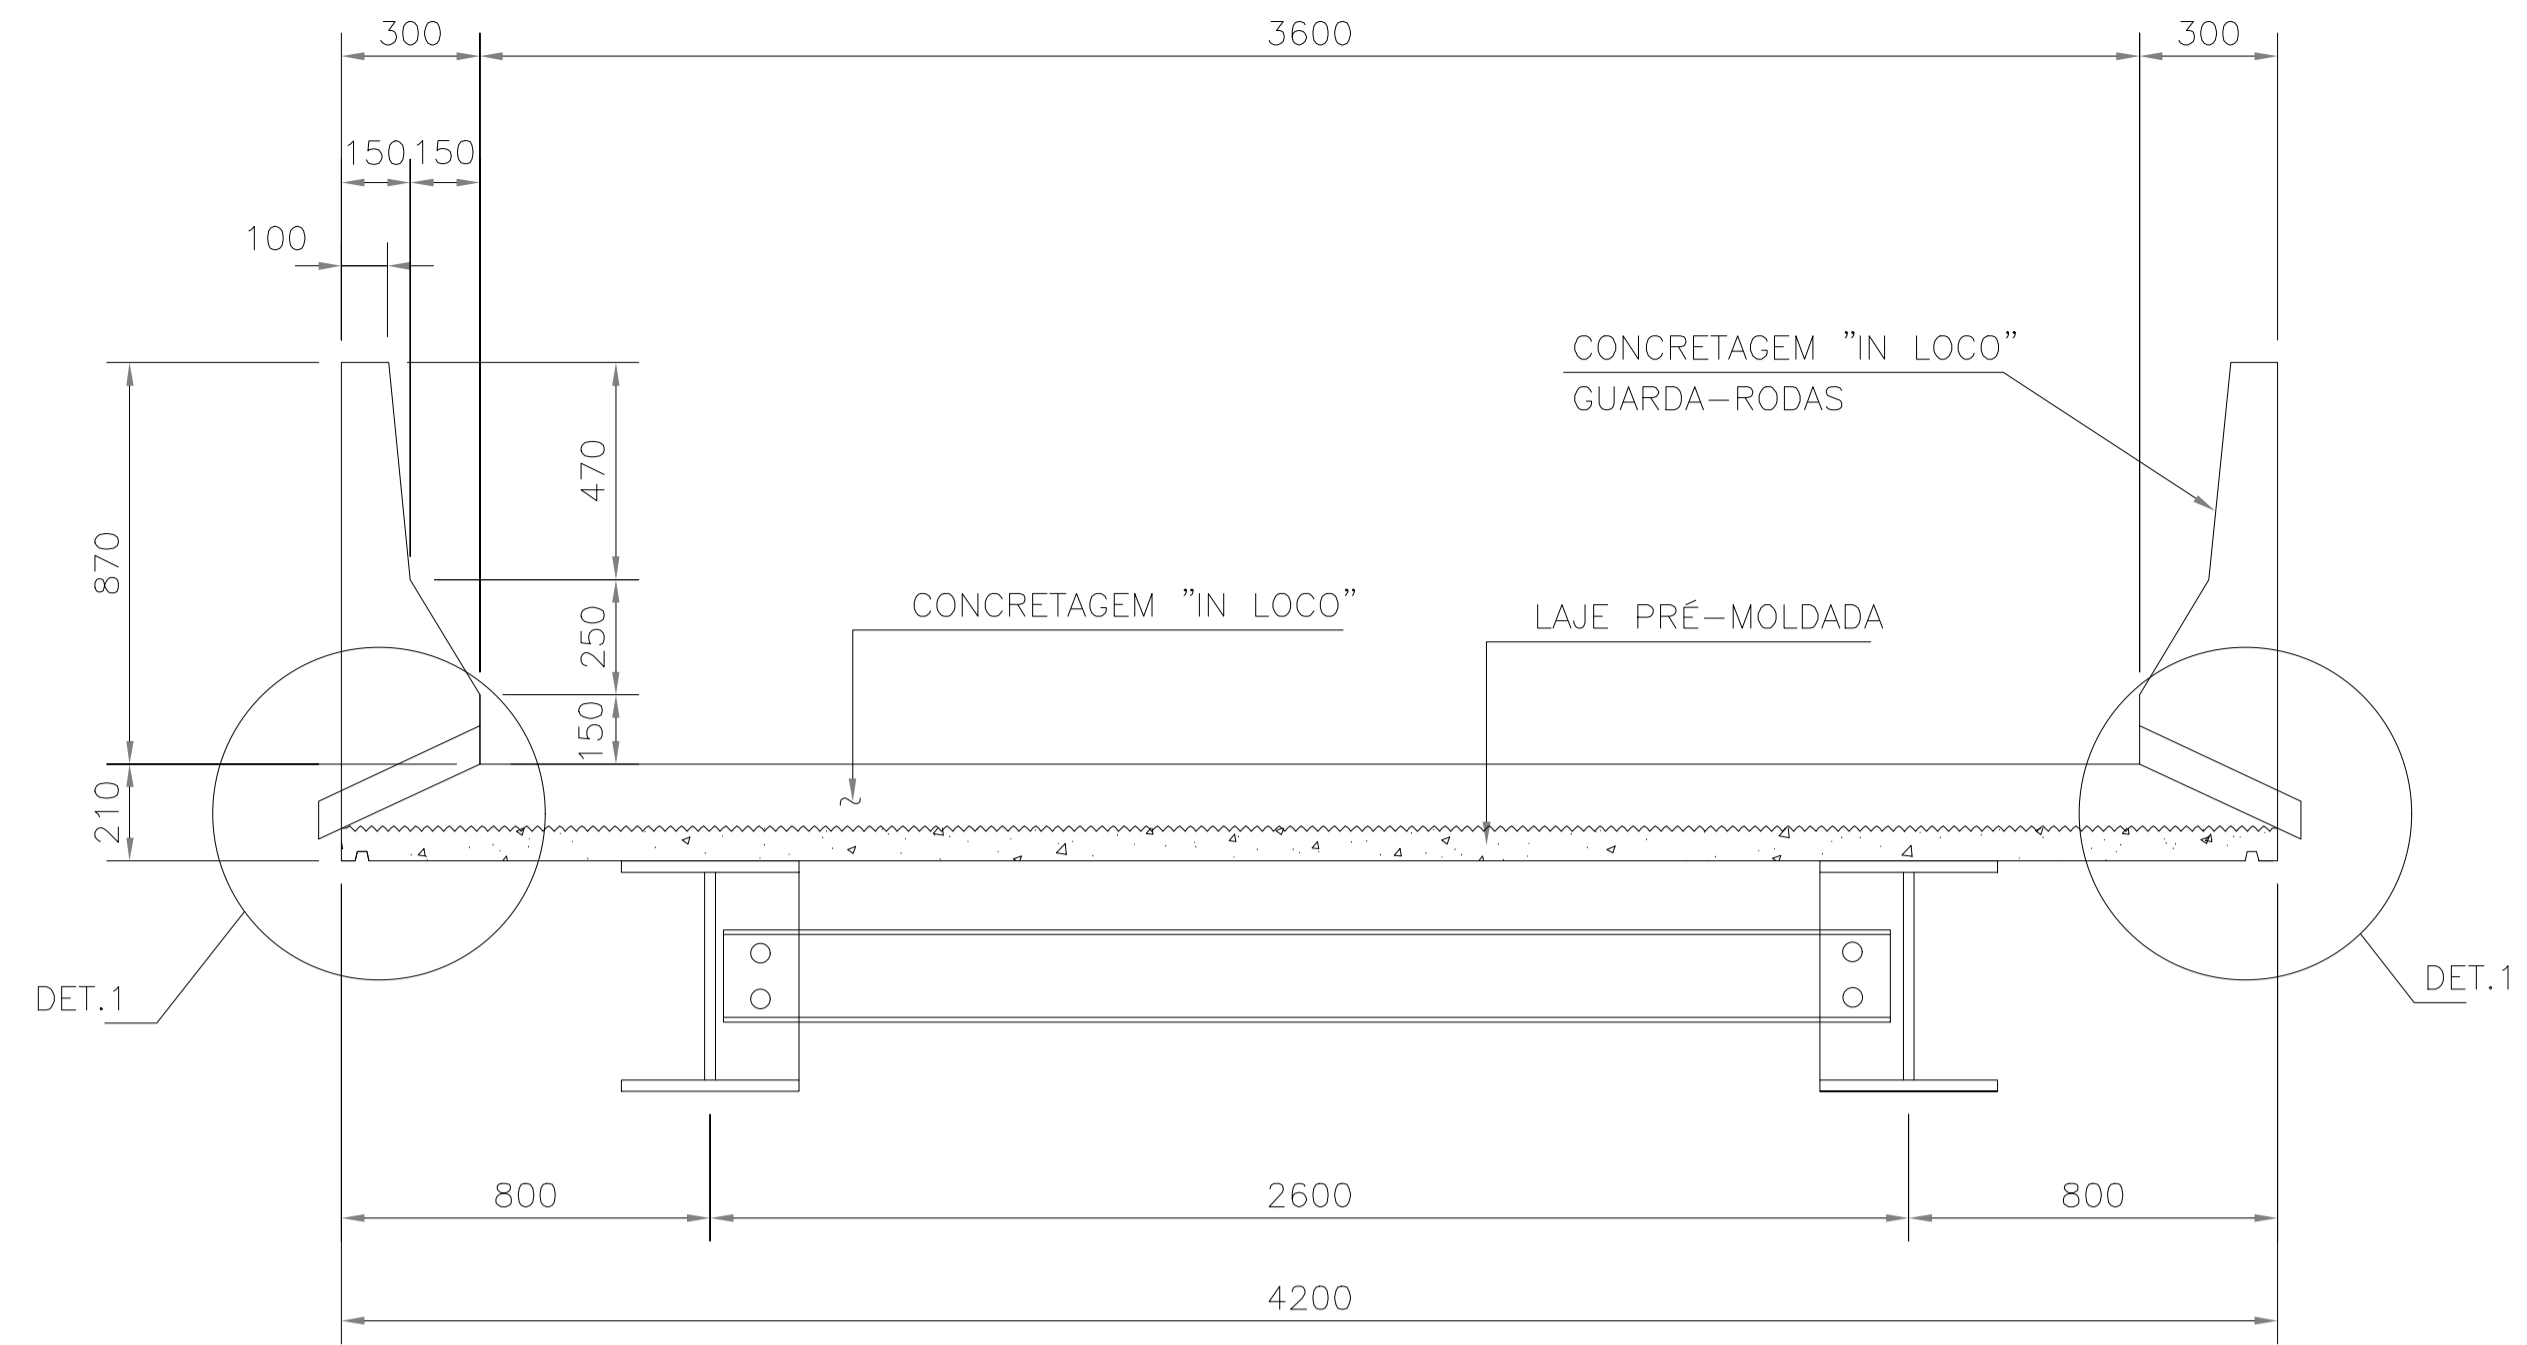 300
3600
300
150
150
100
CONCRETAGEM ”IN LOCO”
GUARDA-RODAS
470
870
CONCRETAGEM ”IN LOCO”
LAJE PRÉ-MOLDADA
250
150
210
DET.1
DET.1
800
2600
800
4200